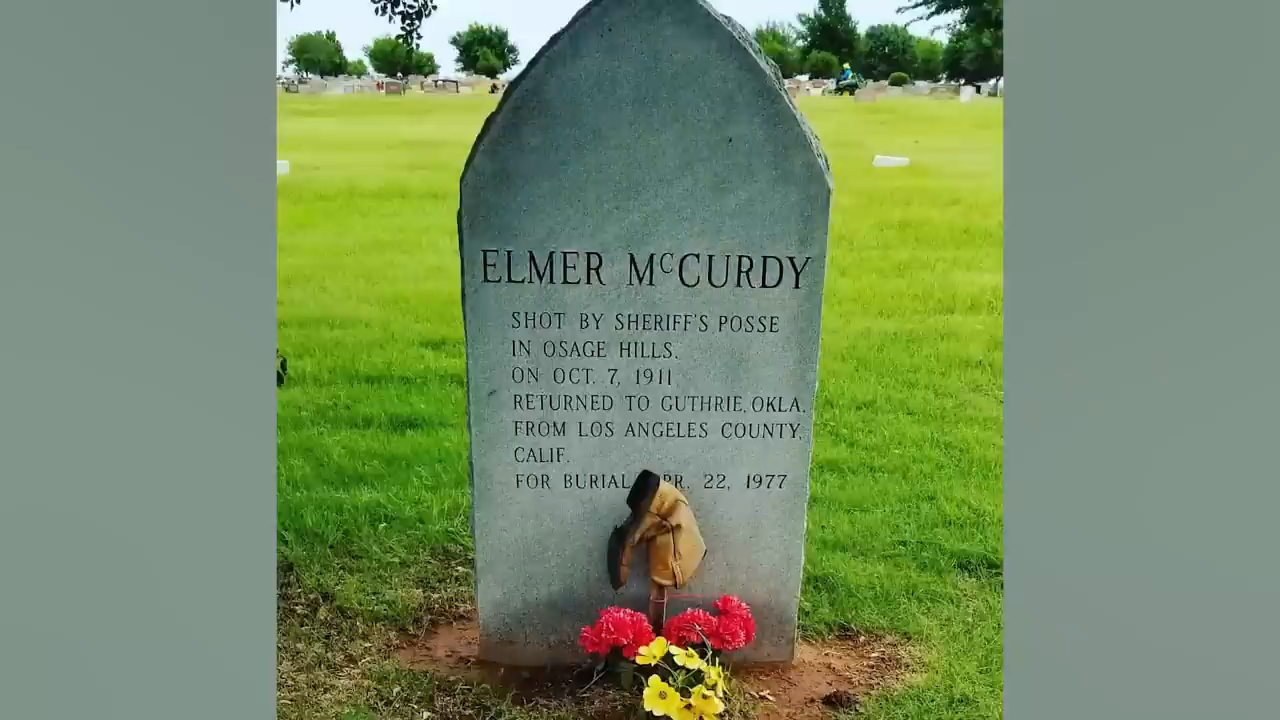 ELMER McCURDY
SHOT BY SHERIFF'S POSSE
IN OSAGE HILLS.
ON OCT. 7, 1911
RETURNED TO GUTHRIE, OKLA.
FROM LOS ANGELES COUNTY,
CALIF.
FOR BURIAL PR. 22, 1977